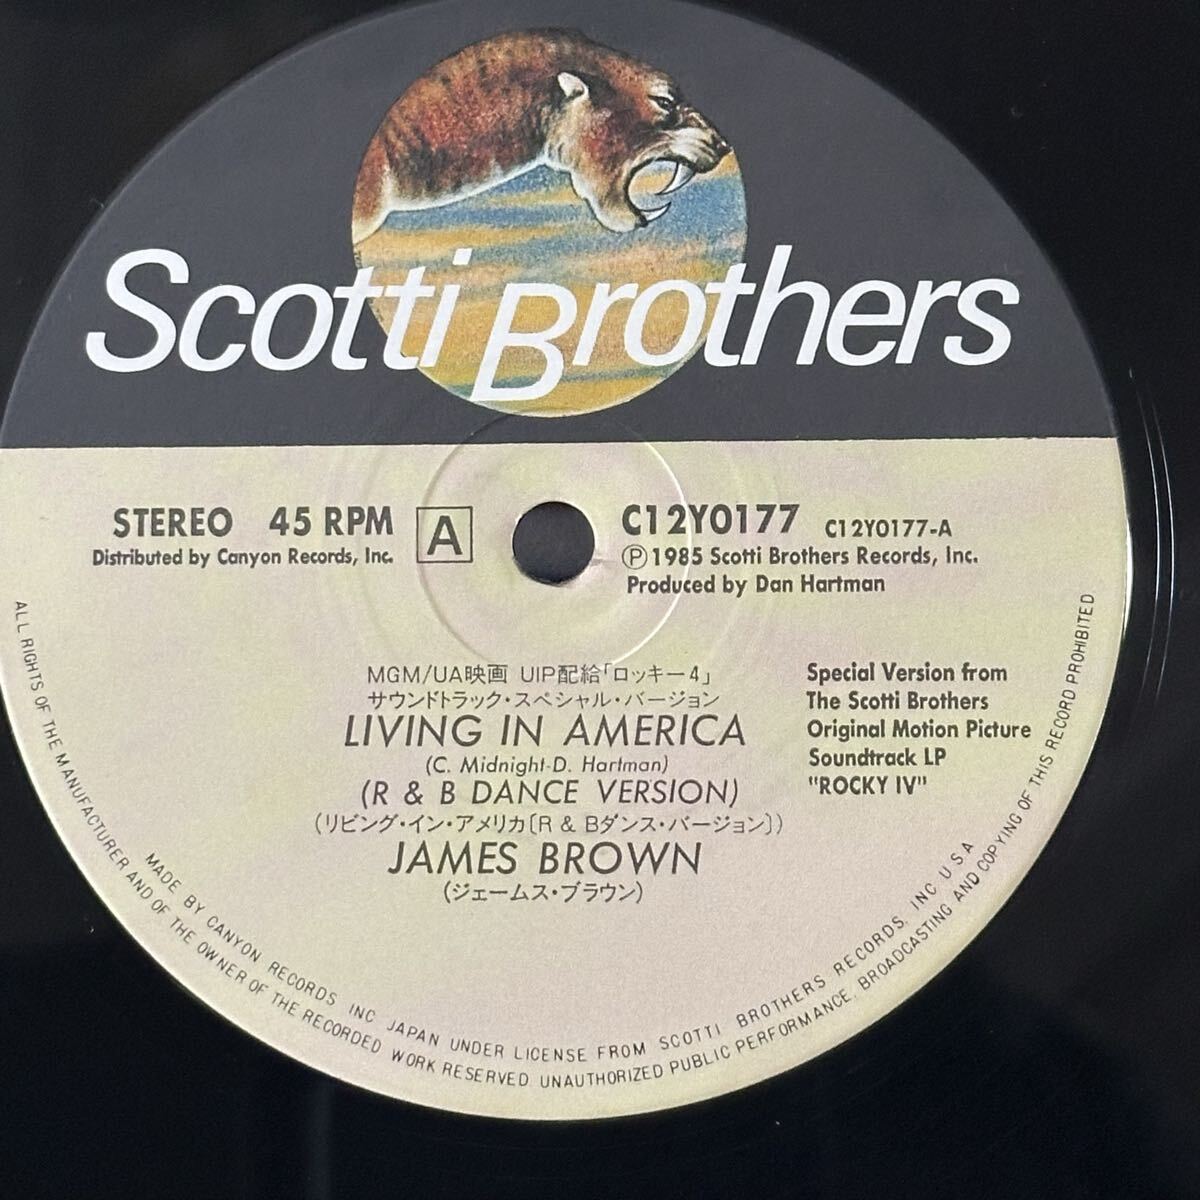 Scotti Brothers
STEREO 45 RPM
Distributed by Canyon Records, Inc.
A
C12Y0177 C12Y0177-A
Ⓟ1985 Scotti Brothers Records, Inc.
Produced by Dan Hartman
MGM/UA映画 UIP配給「ロッキー4」
サウンドトラック・スペシャル・バージョン
LIVING IN AMERICA
(C. Midnight-D. Hartman)
(R & B DANCE VERSION)
(リビング・イン・アメリカ〔R & Bダンス・バージョン〕)
JAMES BROWN
(ジェームス・ブラウン)
Special Version from
The Scotti Brothers
Original Motion Picture
Soundtrack LP
"ROCKY IV"
MADE BY CANYON RECORDS INC JAPAN UNDER LICENSE FROM SCOTTI BROTHERS RECORDS, INC U.S.A
ALL RIGHTS OF THE MANUFACTURER AND OF THE OWNER OF THE RECORDED WORK RESERVED. UNAUTHORIZED PUBLIC PERFORMANCE, BROADCASTING AND COPYING OF THIS RECORD PROHIBITED